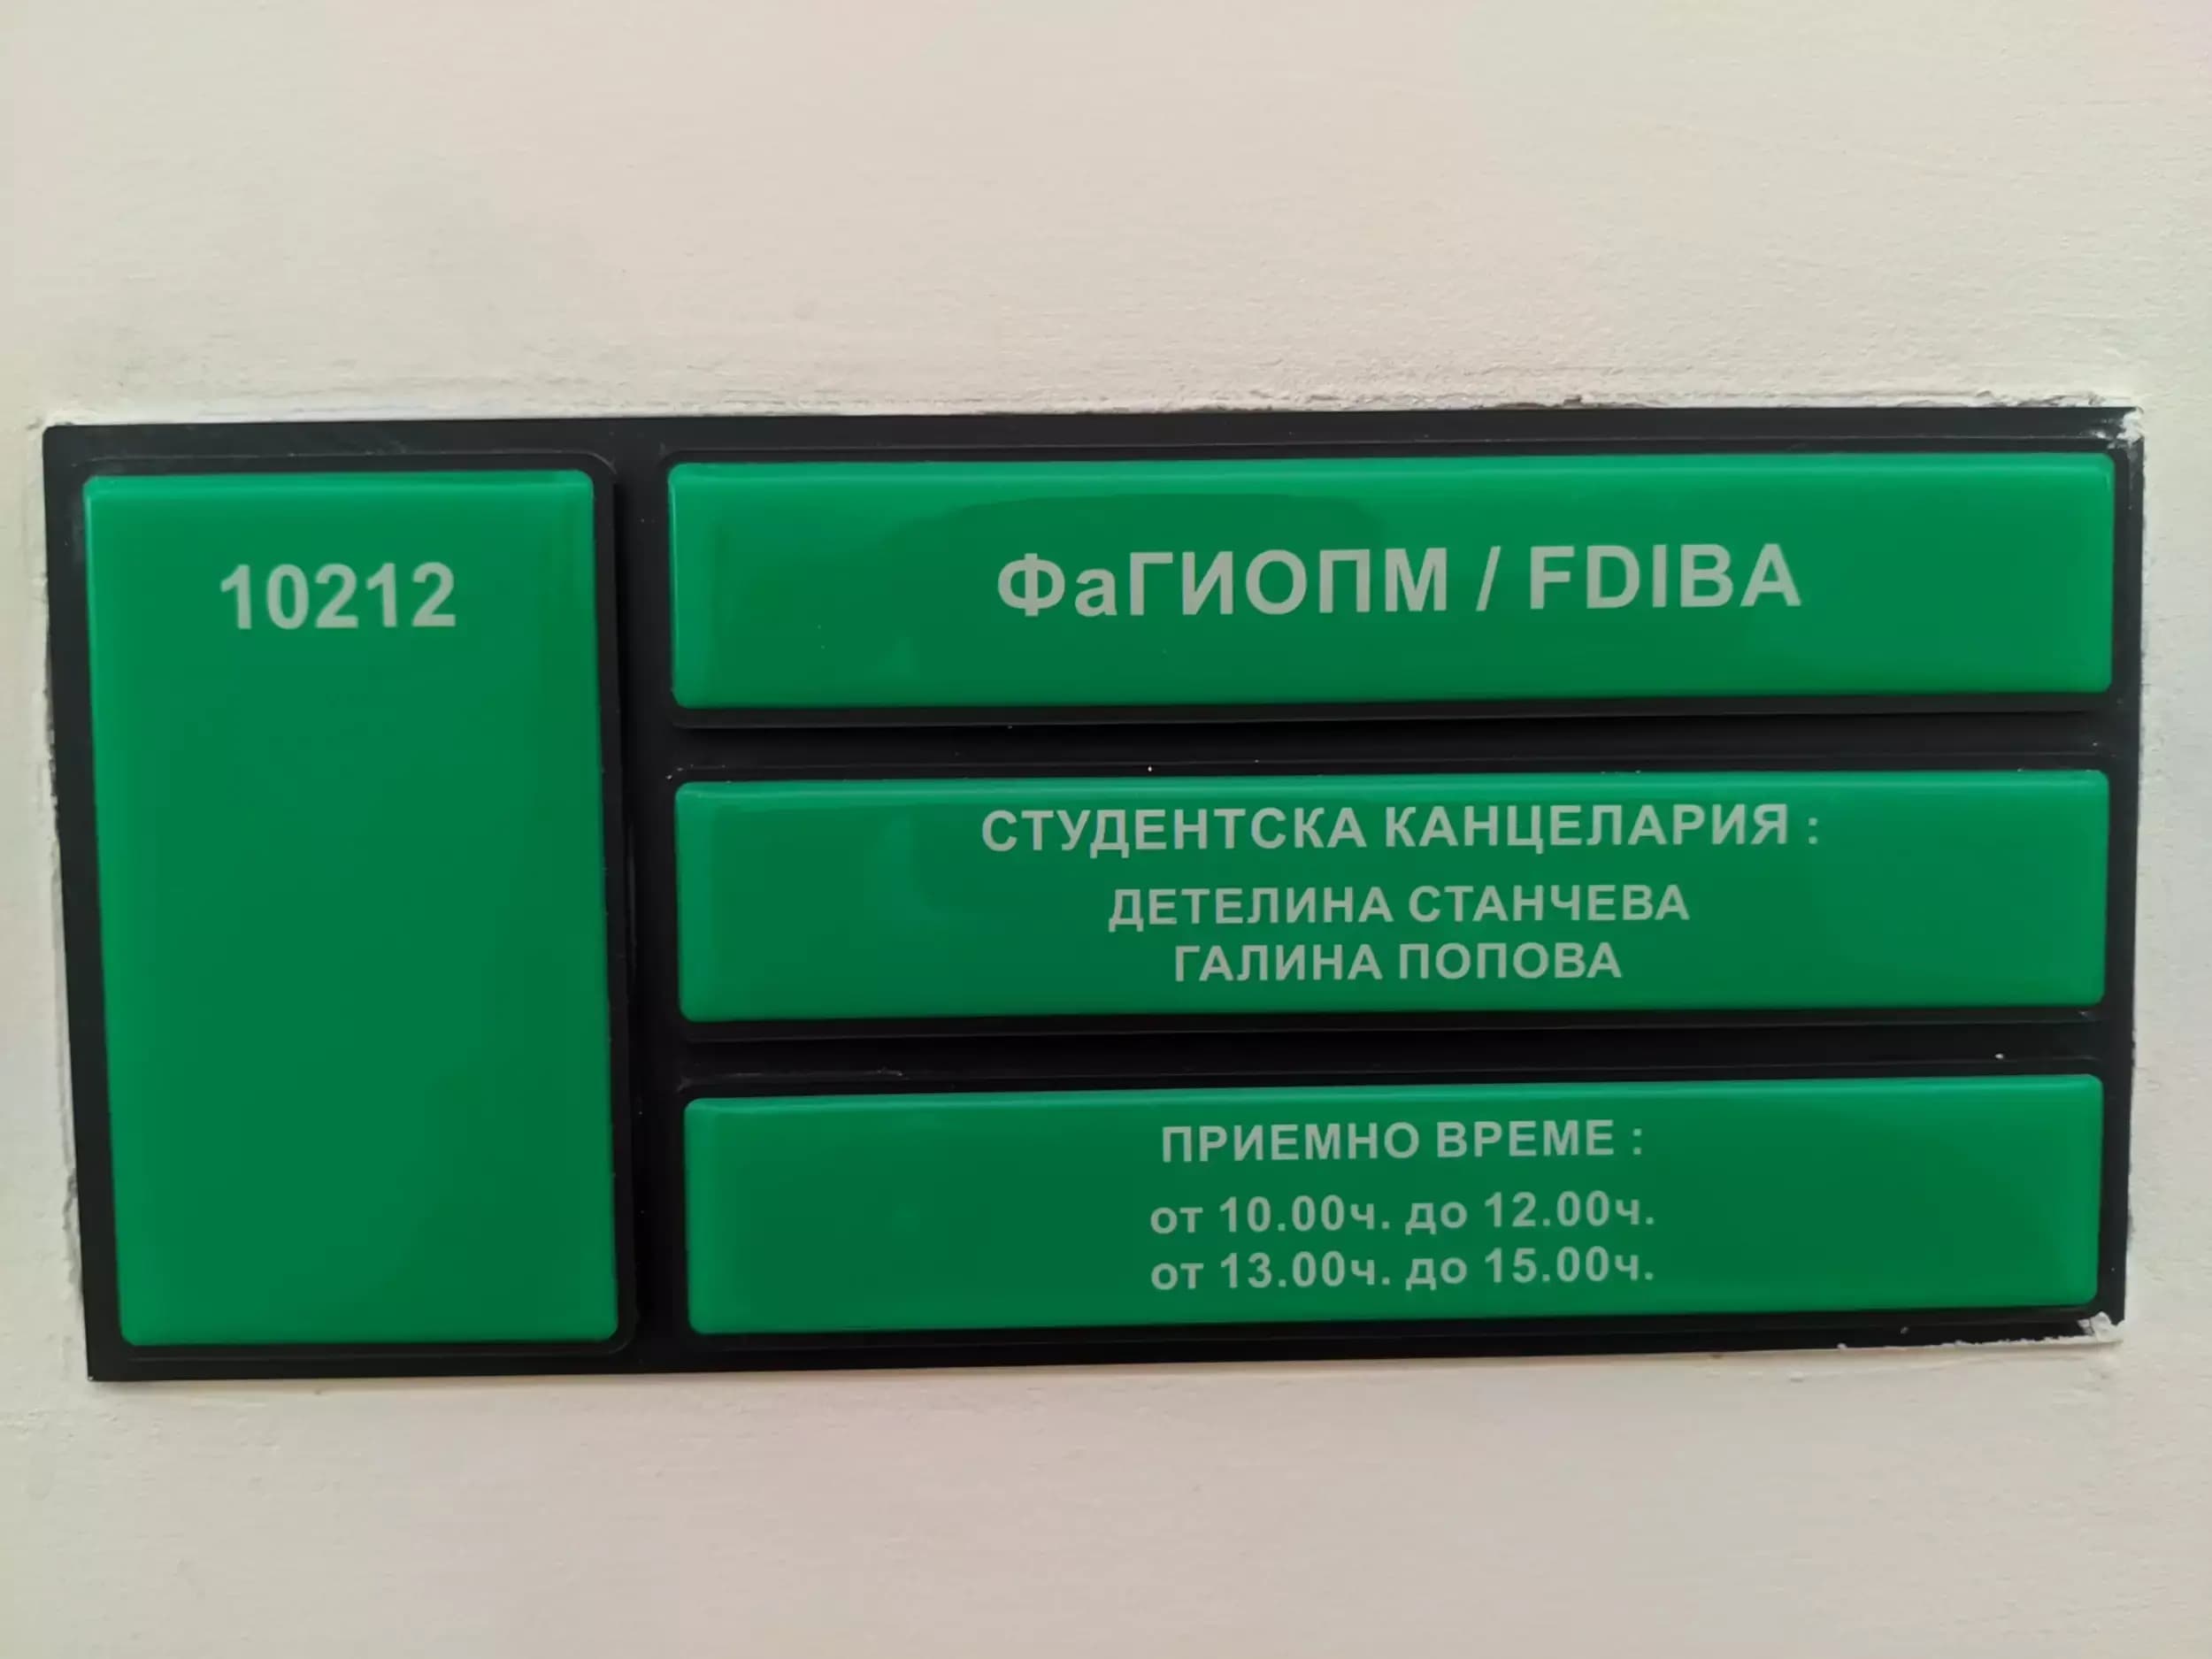 10212
ФаГИОПМ / FDIBA
СТУДЕНТСКА КАНЦЕЛАРИЯ :
ДЕТЕЛИНА СТАНЧЕВА
ГАЛИНА ПОПОВА
ПРИЕМНО ВРЕМЕ :
от 10.00ч. до 12.00ч.
от 13.00ч. до 15.00ч.